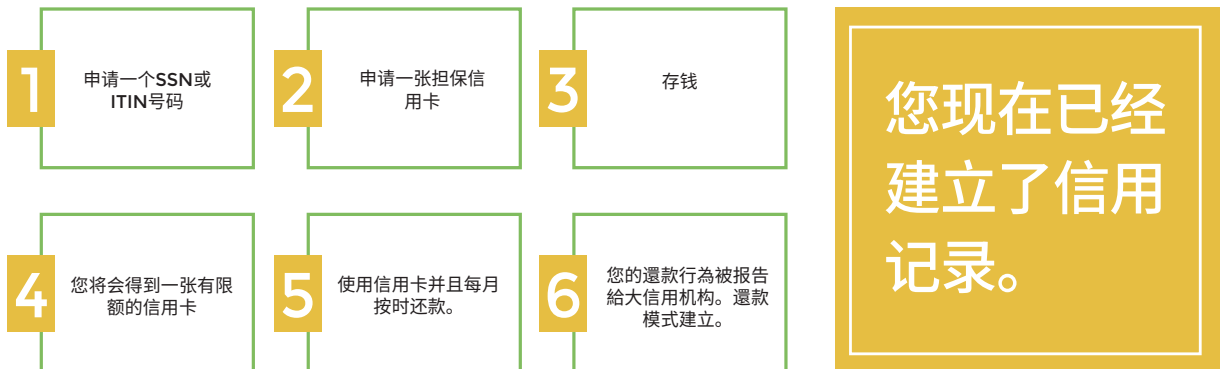 1
申请一个SSN或
ITIN号码
2
申请一张担保信
用卡
3
存钱
4
您将会得到一张有限
额的信用卡
5
使用信用卡并且每月
按时还款。
6
您的還款行為被报告
給大信用机构。還款
模式建立。
您现在已经
建立了信用
记录。